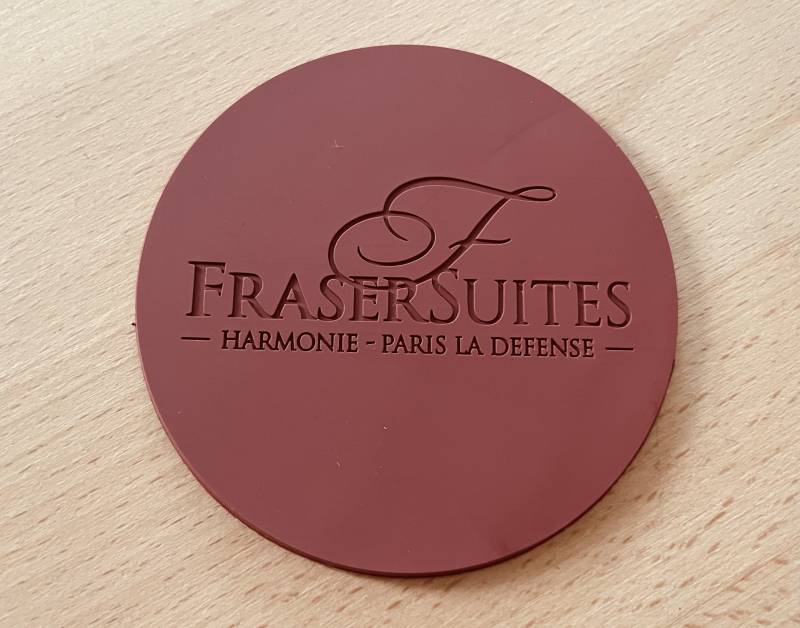 F
FRASERSUITES
— HARMONIE - PARIS LA DEFENSE —